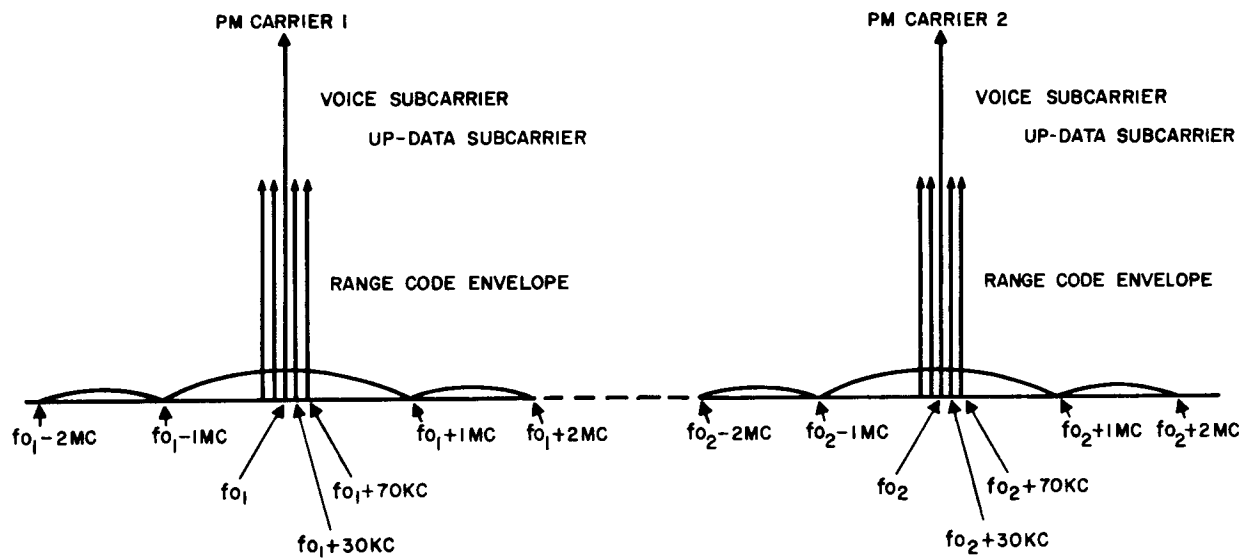 PM CARRIER 1
VOICE SUBCARRIER
UP-DATA SUBCARRIER
RANGE CODE ENVELOPE
fo₁-2MC
fo₁-1MC
fo₁+1MC
fo₁+2MC
fo₁
fo₁+70KC
fo₁+30KC
PM CARRIER 2
VOICE SUBCARRIER
UP-DATA SUBCARRIER
RANGE CODE ENVELOPE
fo₂-2MC
fo₂-1MC
fo₂+1MC
fo₂+2MC
fo₂
fo₂+70KC
fo₂+30KC